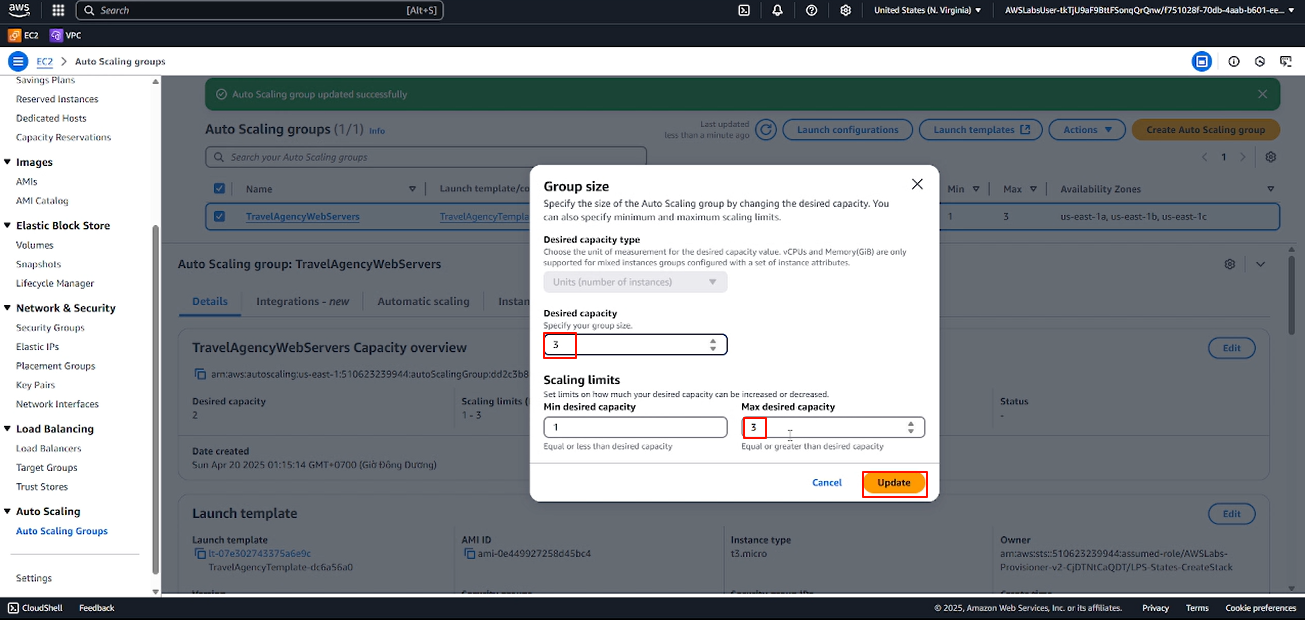 aws
Search [Alt+S]
United States (N. Virginia) ▼
AWSLabsUser-tkTjU9aF9BttFSonqQrQnw/f751028f-70db-4aab-b601-ee... ▼
EC2 VPC
EC2 > Auto Scaling groups
Savings Plans
Reserved Instances
Dedicated Hosts
Capacity Reservations
Images
AMIs
AMI Catalog
Elastic Block Store
Volumes
Snapshots
Lifecycle Manager
Network & Security
Security Groups
Elastic IPs
Placement Groups
Key Pairs
Network Interfaces
Load Balancing
Load Balancers
Target Groups
Trust Stores
Auto Scaling
Auto Scaling Groups
Settings
Auto Scaling group updated successfully
Auto Scaling groups (1/1) Info
Last updated
less than a minute ago
Launch configurations
Launch templates
Actions ▼
Create Auto Scaling group
Search your Auto Scaling groups
< 1 >
Name Launch template/co Min Max Availability Zones
TravelAgencyWebServers TravelAgencyTempla 1 3 us-east-1a, us-east-1b, us-east-1c
Auto Scaling group: TravelAgencyWebServers
Details Integrations - new Automatic scaling Instan
TravelAgencyWebServers Capacity overview
Edit
arn:aws:autoscaling:us-east-1:510623239944:autoScalingGroup:dd2c3b8
Desired capacity
2
Scaling limits (
1 - 3
Status
-
Date created
Sun Apr 20 2025 01:15:14 GMT+0700 (Giờ Đông Dương)
Group size
Specify the size of the Auto Scaling group by changing the desired capacity. You
can also specify minimum and maximum scaling limits.
Desired capacity type
Choose the unit of measurement for the desired capacity value. vCPUs and Memory(GiB) are only
supported for mixed instances groups configured with a set of instance attributes.
Units (number of instances)
Desired capacity
Specify your group size.
3
Scaling limits
Set limits on how much your desired capacity can be increased or decreased.
Min desired capacity
1
Equal or less than desired capacity
Max desired capacity
3
Equal or greater than desired capacity
Cancel Update
Launch template
Edit
Launch template
lt-07e302743375a6e9c
TravelAgencyTemplate-dc6a56a0
AMI ID
ami-0e449927258d45bc4
Instance type
t3.micro
Owner
arn:aws:sts::510623239944:assumed-role/AWSLabs-
Provisioner-v2-CjDTNtCaQDT/LPS-States-CreateStack
CloudShell Feedback
© 2025, Amazon Web Services, Inc. or its affiliates. Privacy Terms Cookie preferences